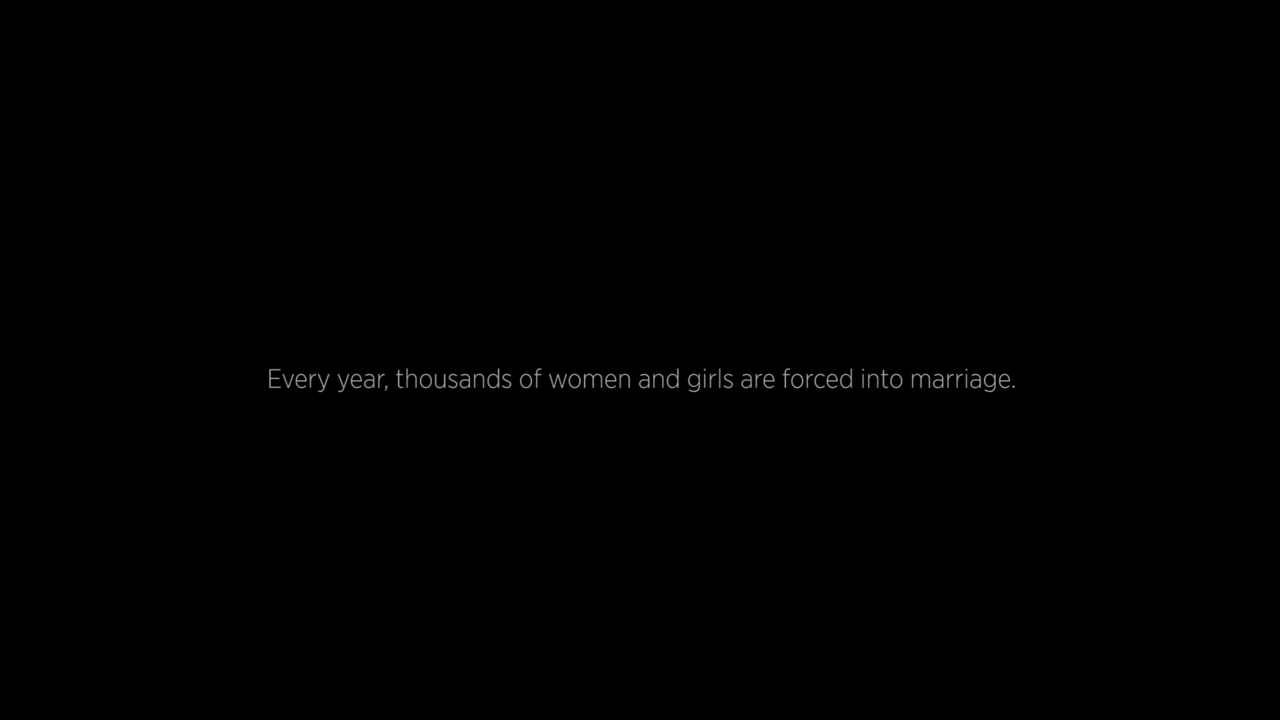 Every year, thousands of women and girls are forced into marriage.